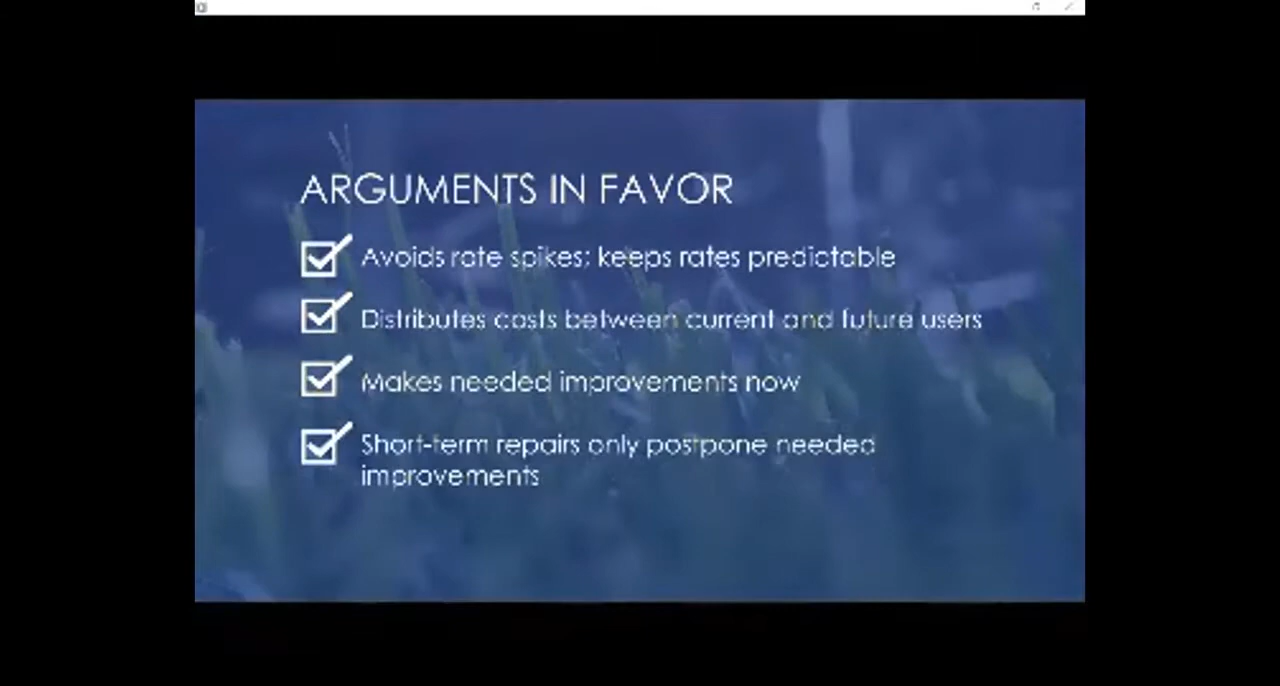 ARGUMENTS IN FAVOR
Avoids rate spikes; keeps rates predictable
Distributes costs between current and future users
Makes needed improvements now
Short-term repairs only postpone needed
improvements